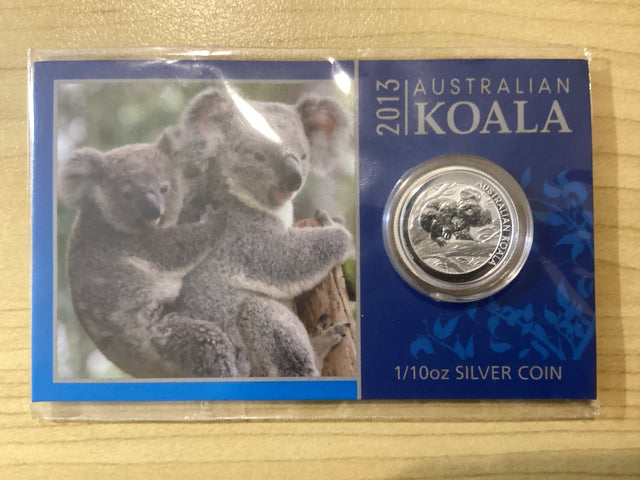 2013
AUSTRALIAN
KOALA
AUSTRALIAN KOALA
1/10oz SILVER COIN